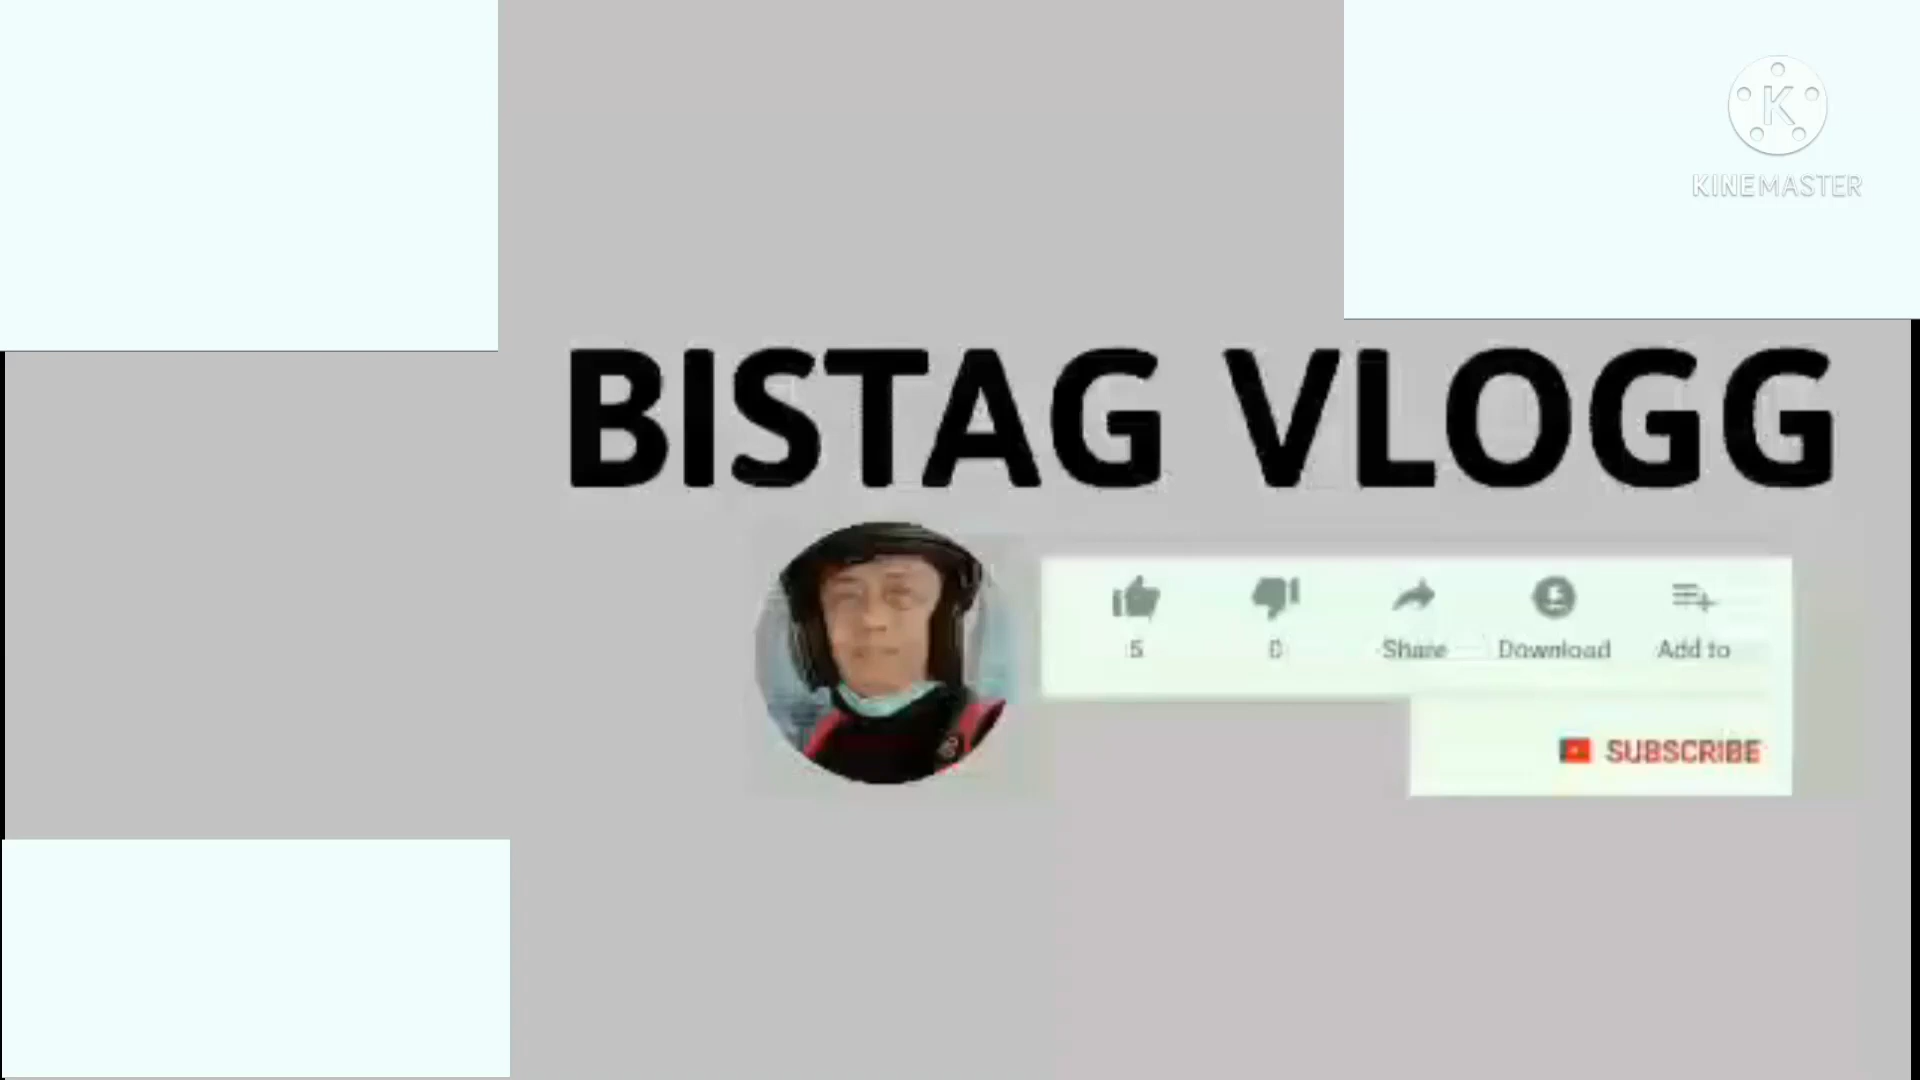 K
KINEMASTER
BISTAG VLOGG
5 0 Share Download Add to
SUBSCRIBE